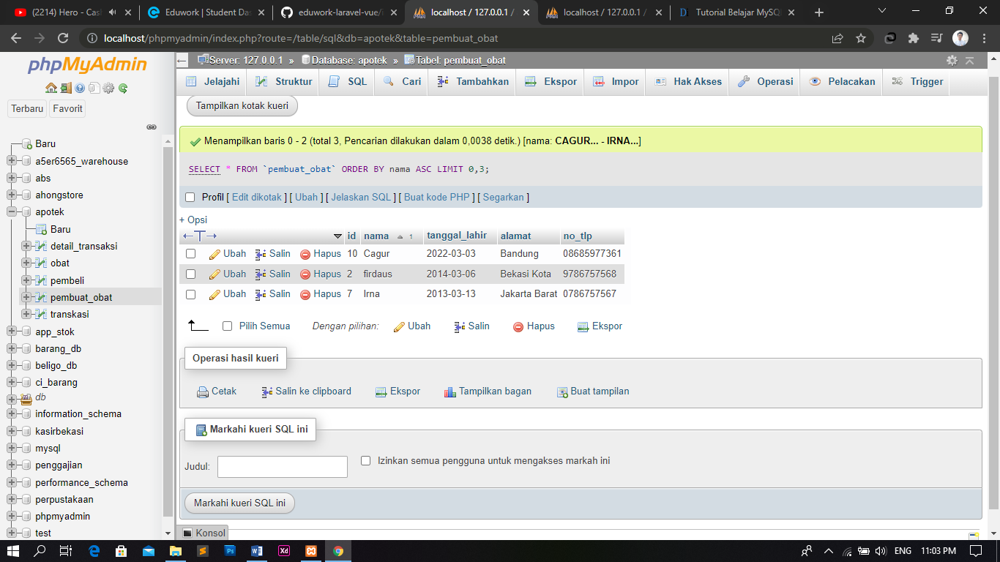 (2214) Hero - Cash
Eduwork | Student Das
eduwork-laravel-vue/p
localhost / 127.0.0.1 /
localhost / 127.0.0.1 /
Tutorial Belajar MySQL
localhost/phpmyadmin/index.php?route=/table/sql&db=apotek&table=pembuat_obat
phpMyAdmin
Terbaru
Favorit
Baru
a5er6565_warehouse
abs
ahongstore
apotek
Baru
detail_transaksi
obat
pembeli
pembuat_obat
transkasi
app_stok
barang_db
beligo_db
ci_barang
db
information_schema
kasirbekasi
mysql
penggajian
performance_schema
perpustakaan
phpmyadmin
test
Server: 127.0.0.1 » Database: apotek » Tabel: pembuat_obat
Jelajahi Struktur SQL Cari Tambahkan Ekspor Impor Hak Akses Operasi Pelacakan Trigger
Tampilkan kotak kueri
Menampilkan baris 0 - 2 (total 3, Pencarian dilakukan dalam 0,0038 detik.) [nama: CAGUR... - IRNA...]
SELECT * FROM `pembuat_obat` ORDER BY nama ASC LIMIT 0,3;
Profil [ Edit dikotak ] [ Ubah ] [ Jelaskan SQL ] [ Buat kode PHP ] [ Segarkan ]
+ Opsi
←T→ id nama 1 tanggal_lahir alamat no_tlp
Ubah Salin Hapus 10 Cagur 2022-03-03 Bandung 08685977361
Ubah Salin Hapus 2 firdaus 2014-03-06 Bekasi Kota 9786757568
Ubah Salin Hapus 7 Irna 2013-03-13 Jakarta Barat 0786757567
Pilih Semua Dengan pilihan: Ubah Salin Hapus Ekspor
Operasi hasil kueri
Cetak Salin ke clipboard Ekspor Tampilkan bagan Buat tampilan
Markahi kueri SQL ini
Judul: Izinkan semua pengguna untuk mengakses markah ini
Markahi kueri SQL ini
Konsol
ENG 11:03 PM